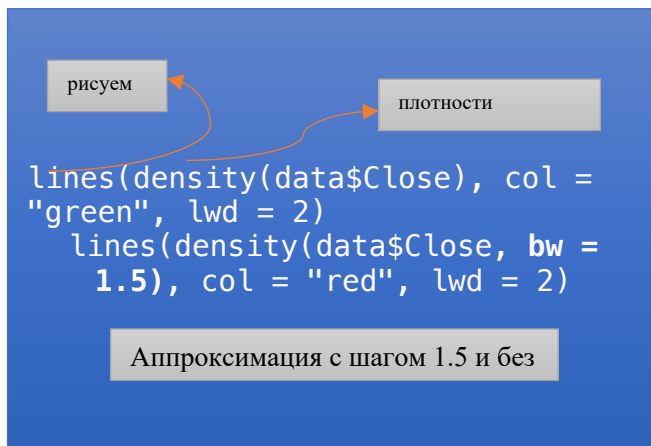 рисуем
плотности
lines(density(data$Close), col =
"green", lwd = 2)
lines(density(data$Close, bw =
1.5), col = "red", lwd = 2)
Аппроксимация с шагом 1.5 и без